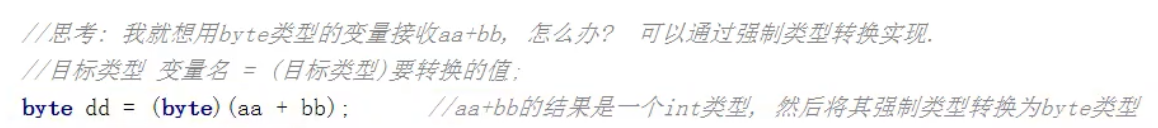 //思考: 我就想用byte类型的变量接收aa+bb, 怎么办? 可以通过强制类型转换实现.
//目标类型 变量名 = (目标类型)要转换的值;
byte dd = (byte)(aa + bb); //aa+bb的结果是一个int类型, 然后将其强制类型转换为byte类型